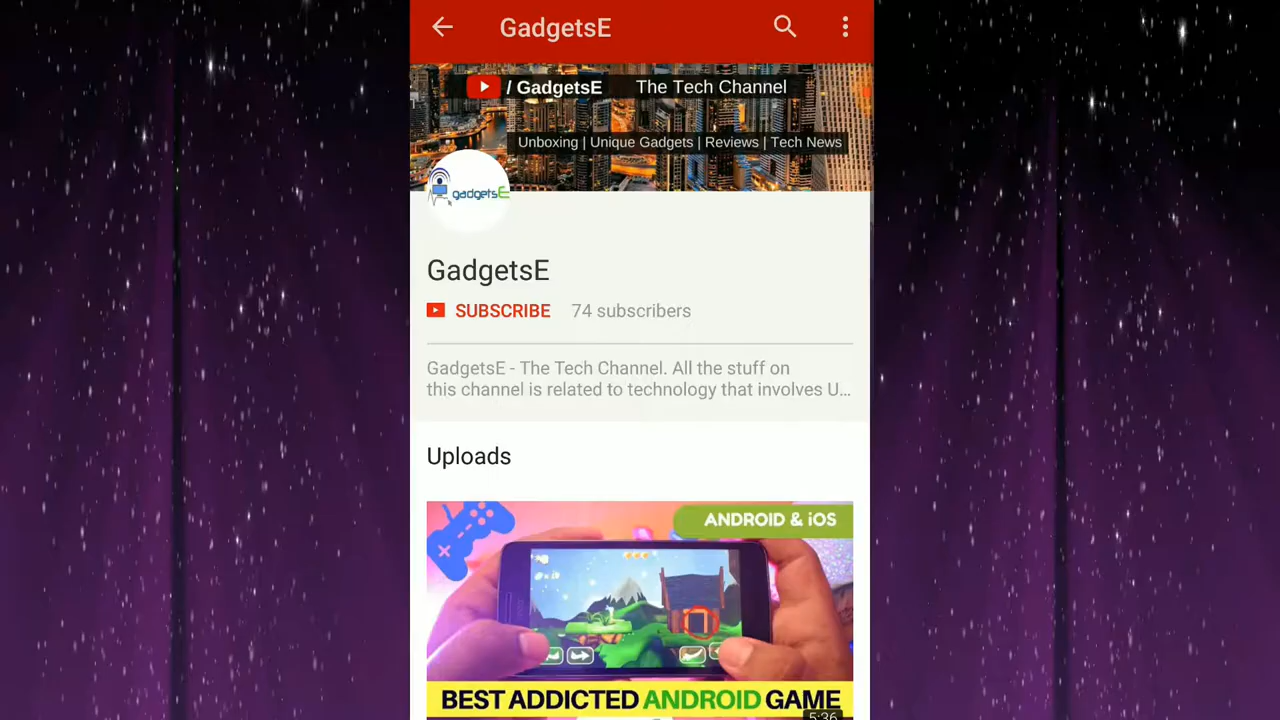 GadgetsE
/ GadgetsE The Tech Channel
Unboxing | Unique Gadgets | Reviews | Tech News
gadgetsE
GadgetsE
SUBSCRIBE 74 subscribers
GadgetsE - The Tech Channel. All the stuff on
this channel is related to technology that involves U...
Uploads
ANDROID & iOS
BEST ADDICTED ANDROID GAME
5:36